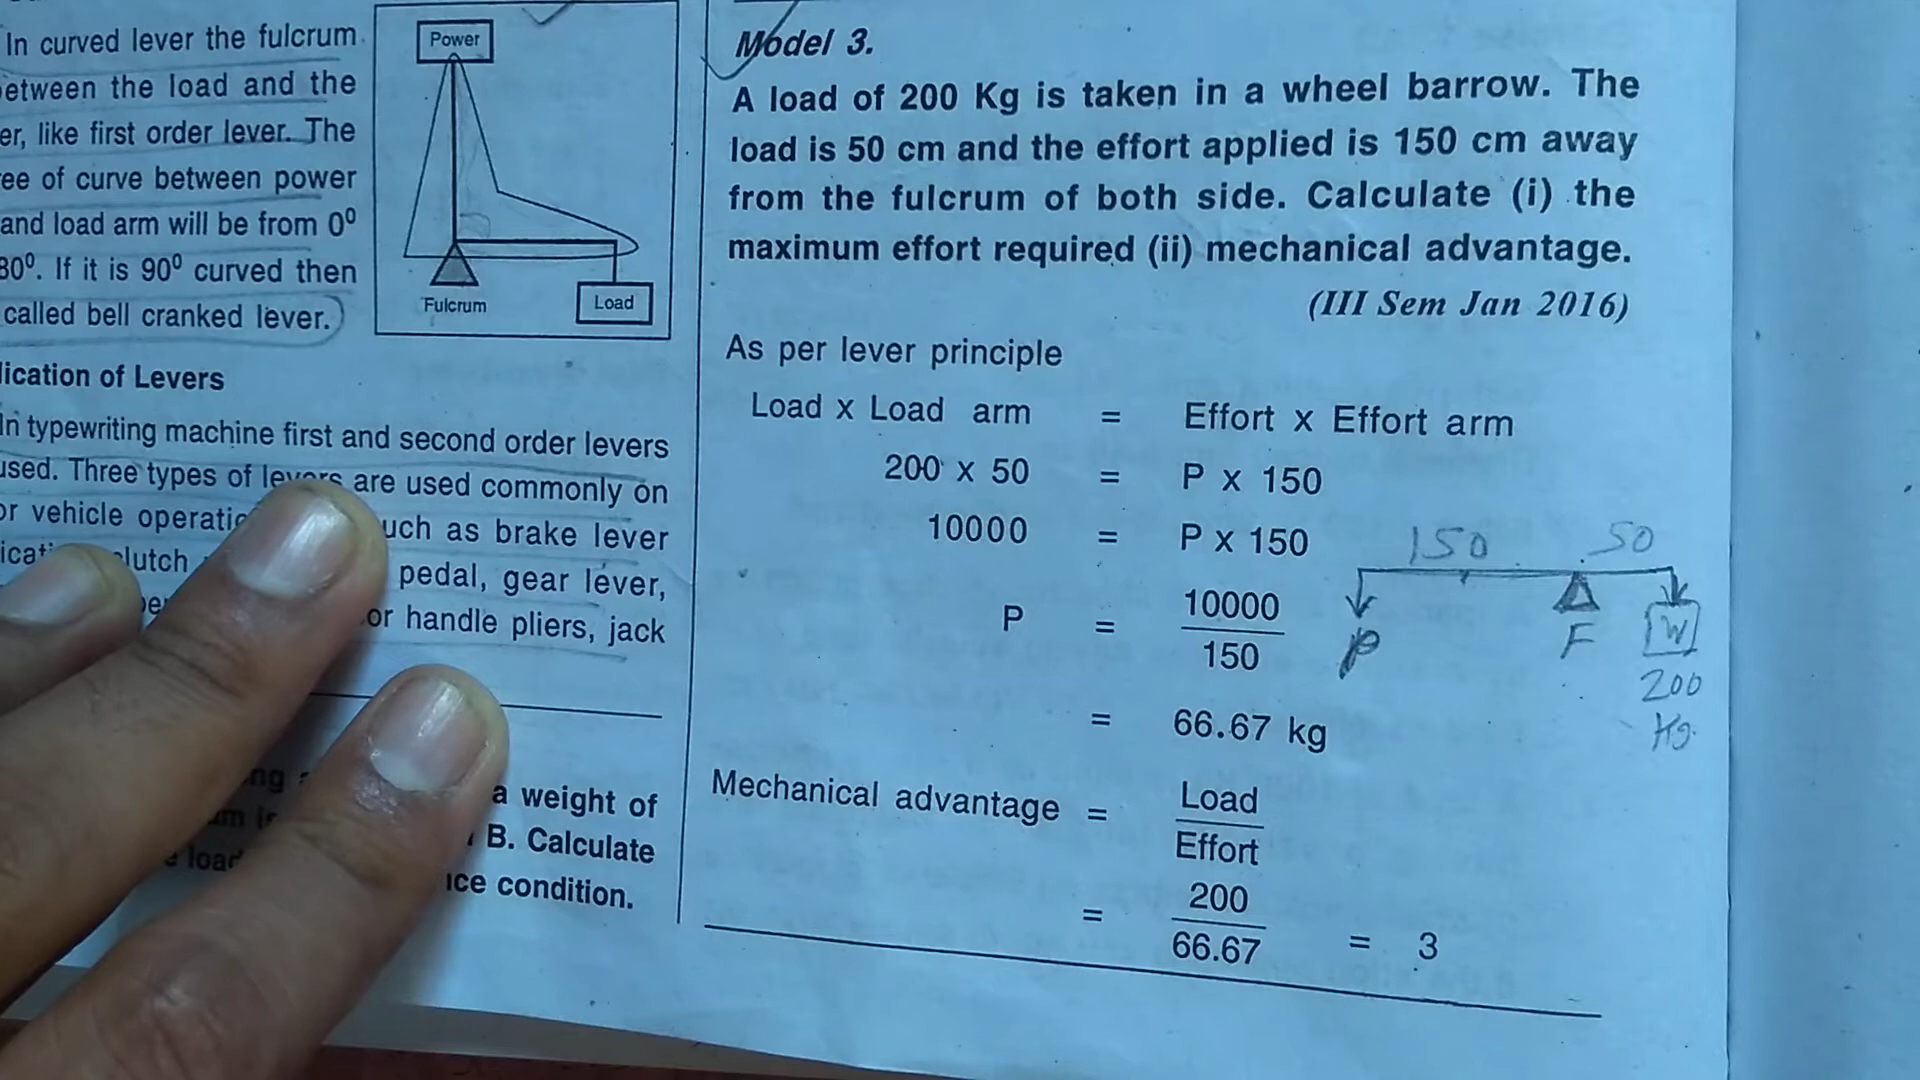 In curved lever the fulcrum
etween the load and the
er, like first order lever. The
ee of curve between power
and load arm will be from 0⁰
80⁰. If it is 90⁰ curved then
called bell cranked lever.
Power
Fulcrum
Load
lication of Levers
In typewriting machine first and second order levers
used. Three types of levers are used commonly on
or vehicle operatio uch as brake lever
icati clutch pedal, gear lever,
or handle pliers, jack
a weight of
B. Calculate
ce condition.
Model 3.
A load of 200 Kg is taken in a wheel barrow. The
load is 50 cm and the effort applied is 150 cm away
from the fulcrum of both side. Calculate (i) the
maximum effort required (ii) mechanical advantage.
(III Sem Jan 2016)
As per lever principle
Load x Load arm = Effort x Effort arm
200 x 50 = P x 150
10000 = P x 150
P = 10000
150
= 66.67 kg
150 50
P F W
200
Kg.
Mechanical advantage = Load
Effort
= 200
66.67 = 3